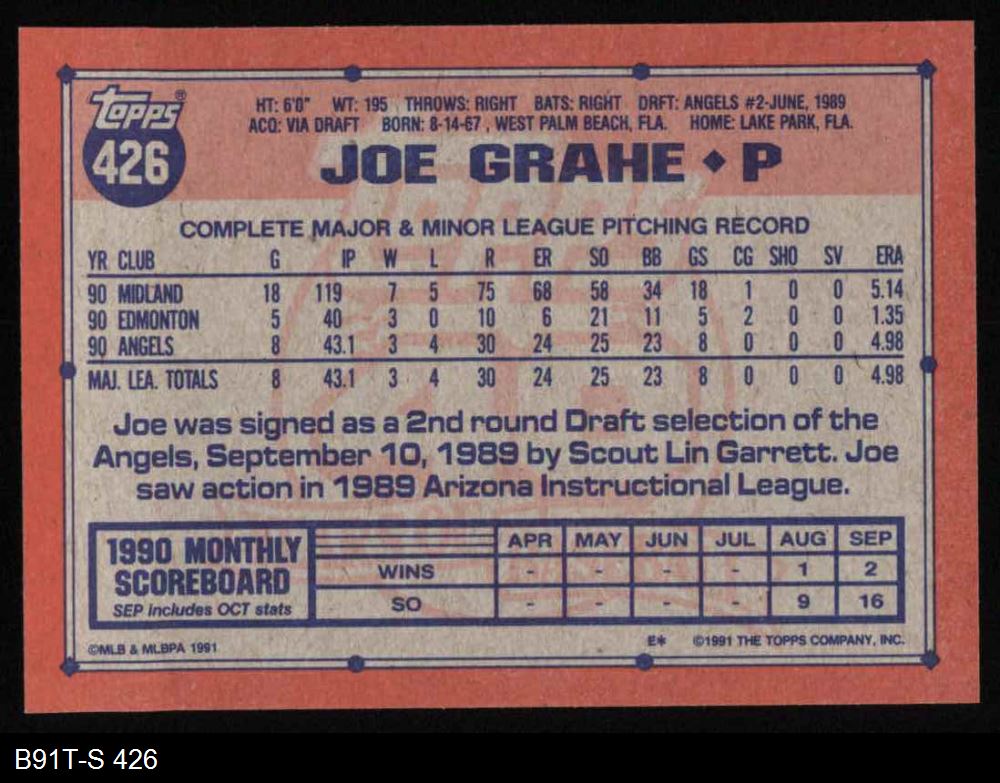 Topps®
426
HT: 6'0" WT: 195 THROWS: RIGHT BATS: RIGHT DRFT: ANGELS #2-JUNE, 1989
ACQ: VIA DRAFT BORN: 8-14-67, WEST PALM BEACH, FLA. HOME: LAKE PARK, FLA.
JOE GRAHE ◆ P
COMPLETE MAJOR & MINOR LEAGUE PITCHING RECORD
YR CLUB G IP W L R ER SO BB GS CG SHO SV ERA
90 MIDLAND 18 119 7 5 75 68 58 34 18 1 0 0 5.14
90 EDMONTON 5 40 3 0 10 6 21 11 5 2 0 0 1.35
90 ANGELS 8 43.1 3 4 30 24 25 23 8 0 0 0 4.98
MAJ. LEA. TOTALS 8 43.1 3 4 30 24 25 23 8 0 0 0 4.98
Joe was signed as a 2nd round Draft selection of the
Angels, September 10, 1989 by Scout Lin Garrett. Joe
saw action in 1989 Arizona Instructional League.
1990 MONTHLY
SCOREBOARD
SEP includes OCT stats
APR MAY JUN JUL AUG SEP
WINS - - - - 1 2
SO - - - - 9 16
©MLB & MLBPA 1991
E* ©1991 THE TOPPS COMPANY, INC.
B91T-S 426